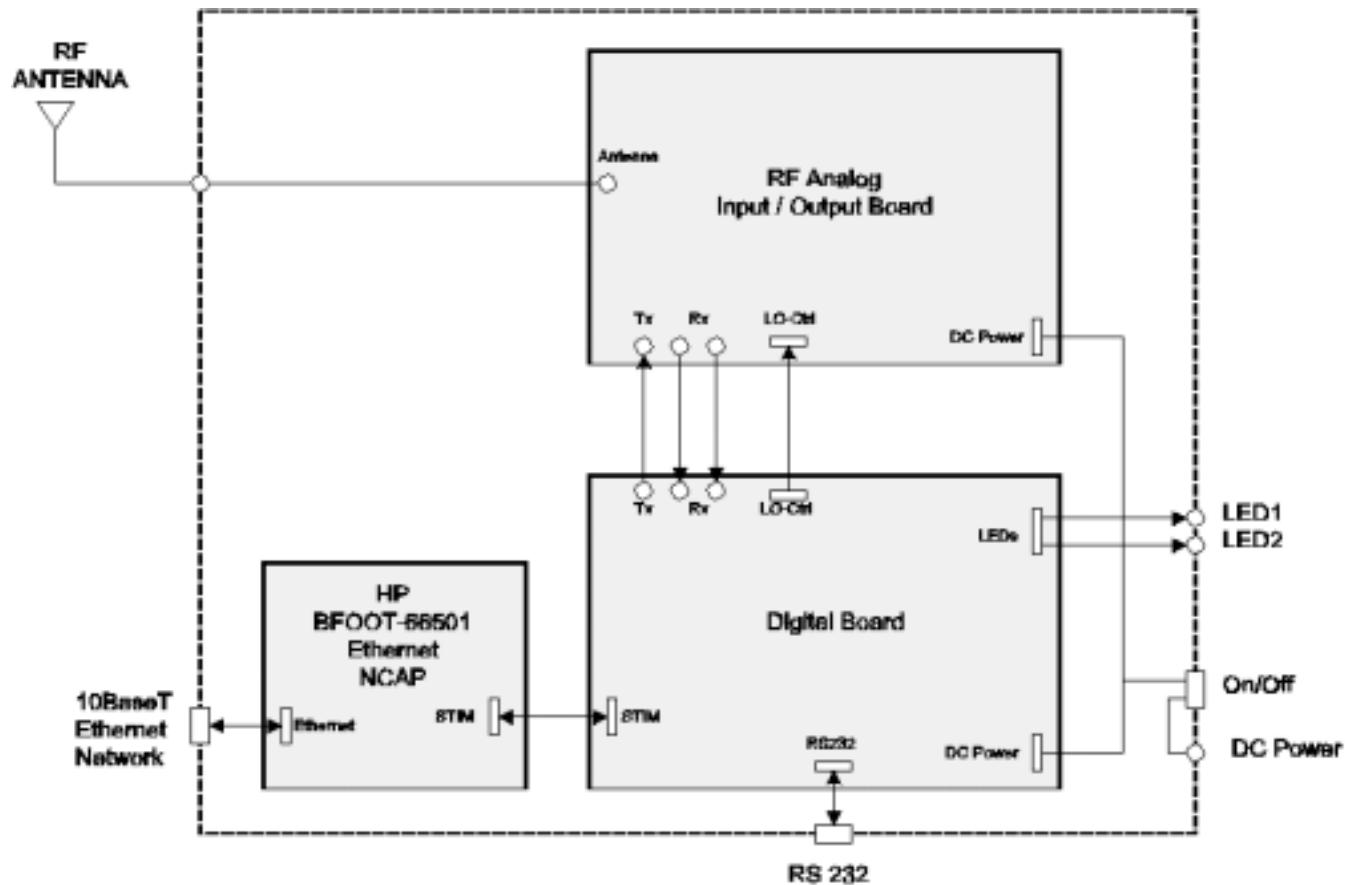 RF
ANTENNA
Antenna
RF Analog
Input / Output Board
Tx
Rx
LO-Ctrl
DC Power
Tx
Rx
LO-Ctrl
LEDs
LED1
LED2
HP
BFOOT-66501
Ethernet
NCAP
Digital Board
10BaseT
Ethernet
Network
Ethernet
STIM
STIM
RS232
DC Power
On/Off
DC Power
RS 232